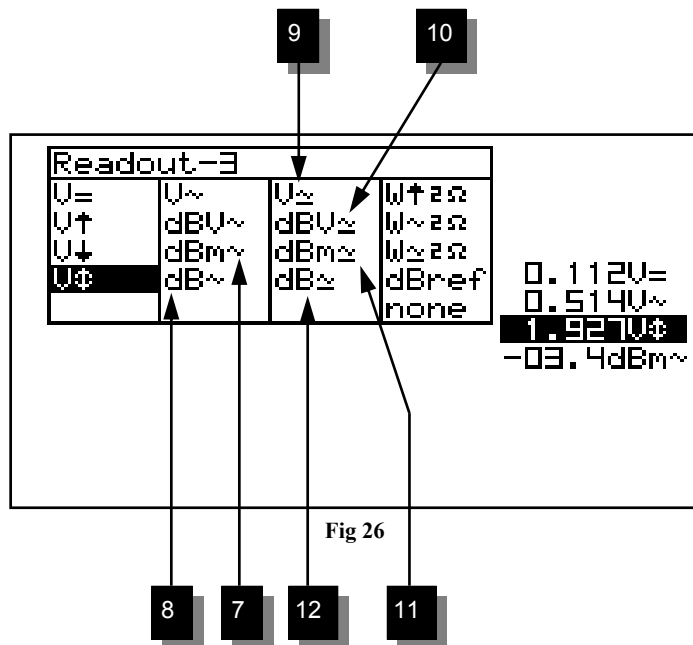 9 10
Readout-3
V= V~ V≃ W↑2Ω
V↑ dBV~ dBV≃ W~2Ω
V↓ dBm~ dBm≃ W≃2Ω
V↕ dB~ dB≃ dBref
none
0.112V=
0.514V~
1.927V↕
-03.4dBm~
Fig 26
8 7 12 11